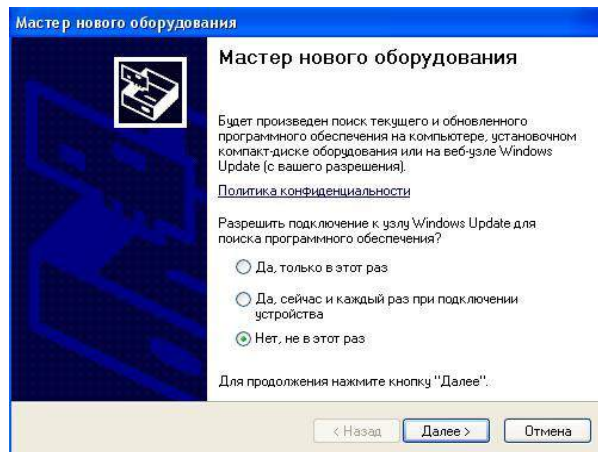 Мастер нового оборудования
Мастер нового оборудования
Будет произведен поиск текущего и обновленного
программного обеспечения на компьютере, установочном
компакт-диске оборудования или на веб-узле Windows
Update (с вашего разрешения).
Политика конфиденциальности
Разрешить подключение к узлу Windows Update для
поиска программного обеспечения?
Да, только в этот раз
Да, сейчас и каждый раз при подключении
устройства
Нет, не в этот раз
Для продолжения нажмите кнопку "Далее".
< Назад Далее > Отмена